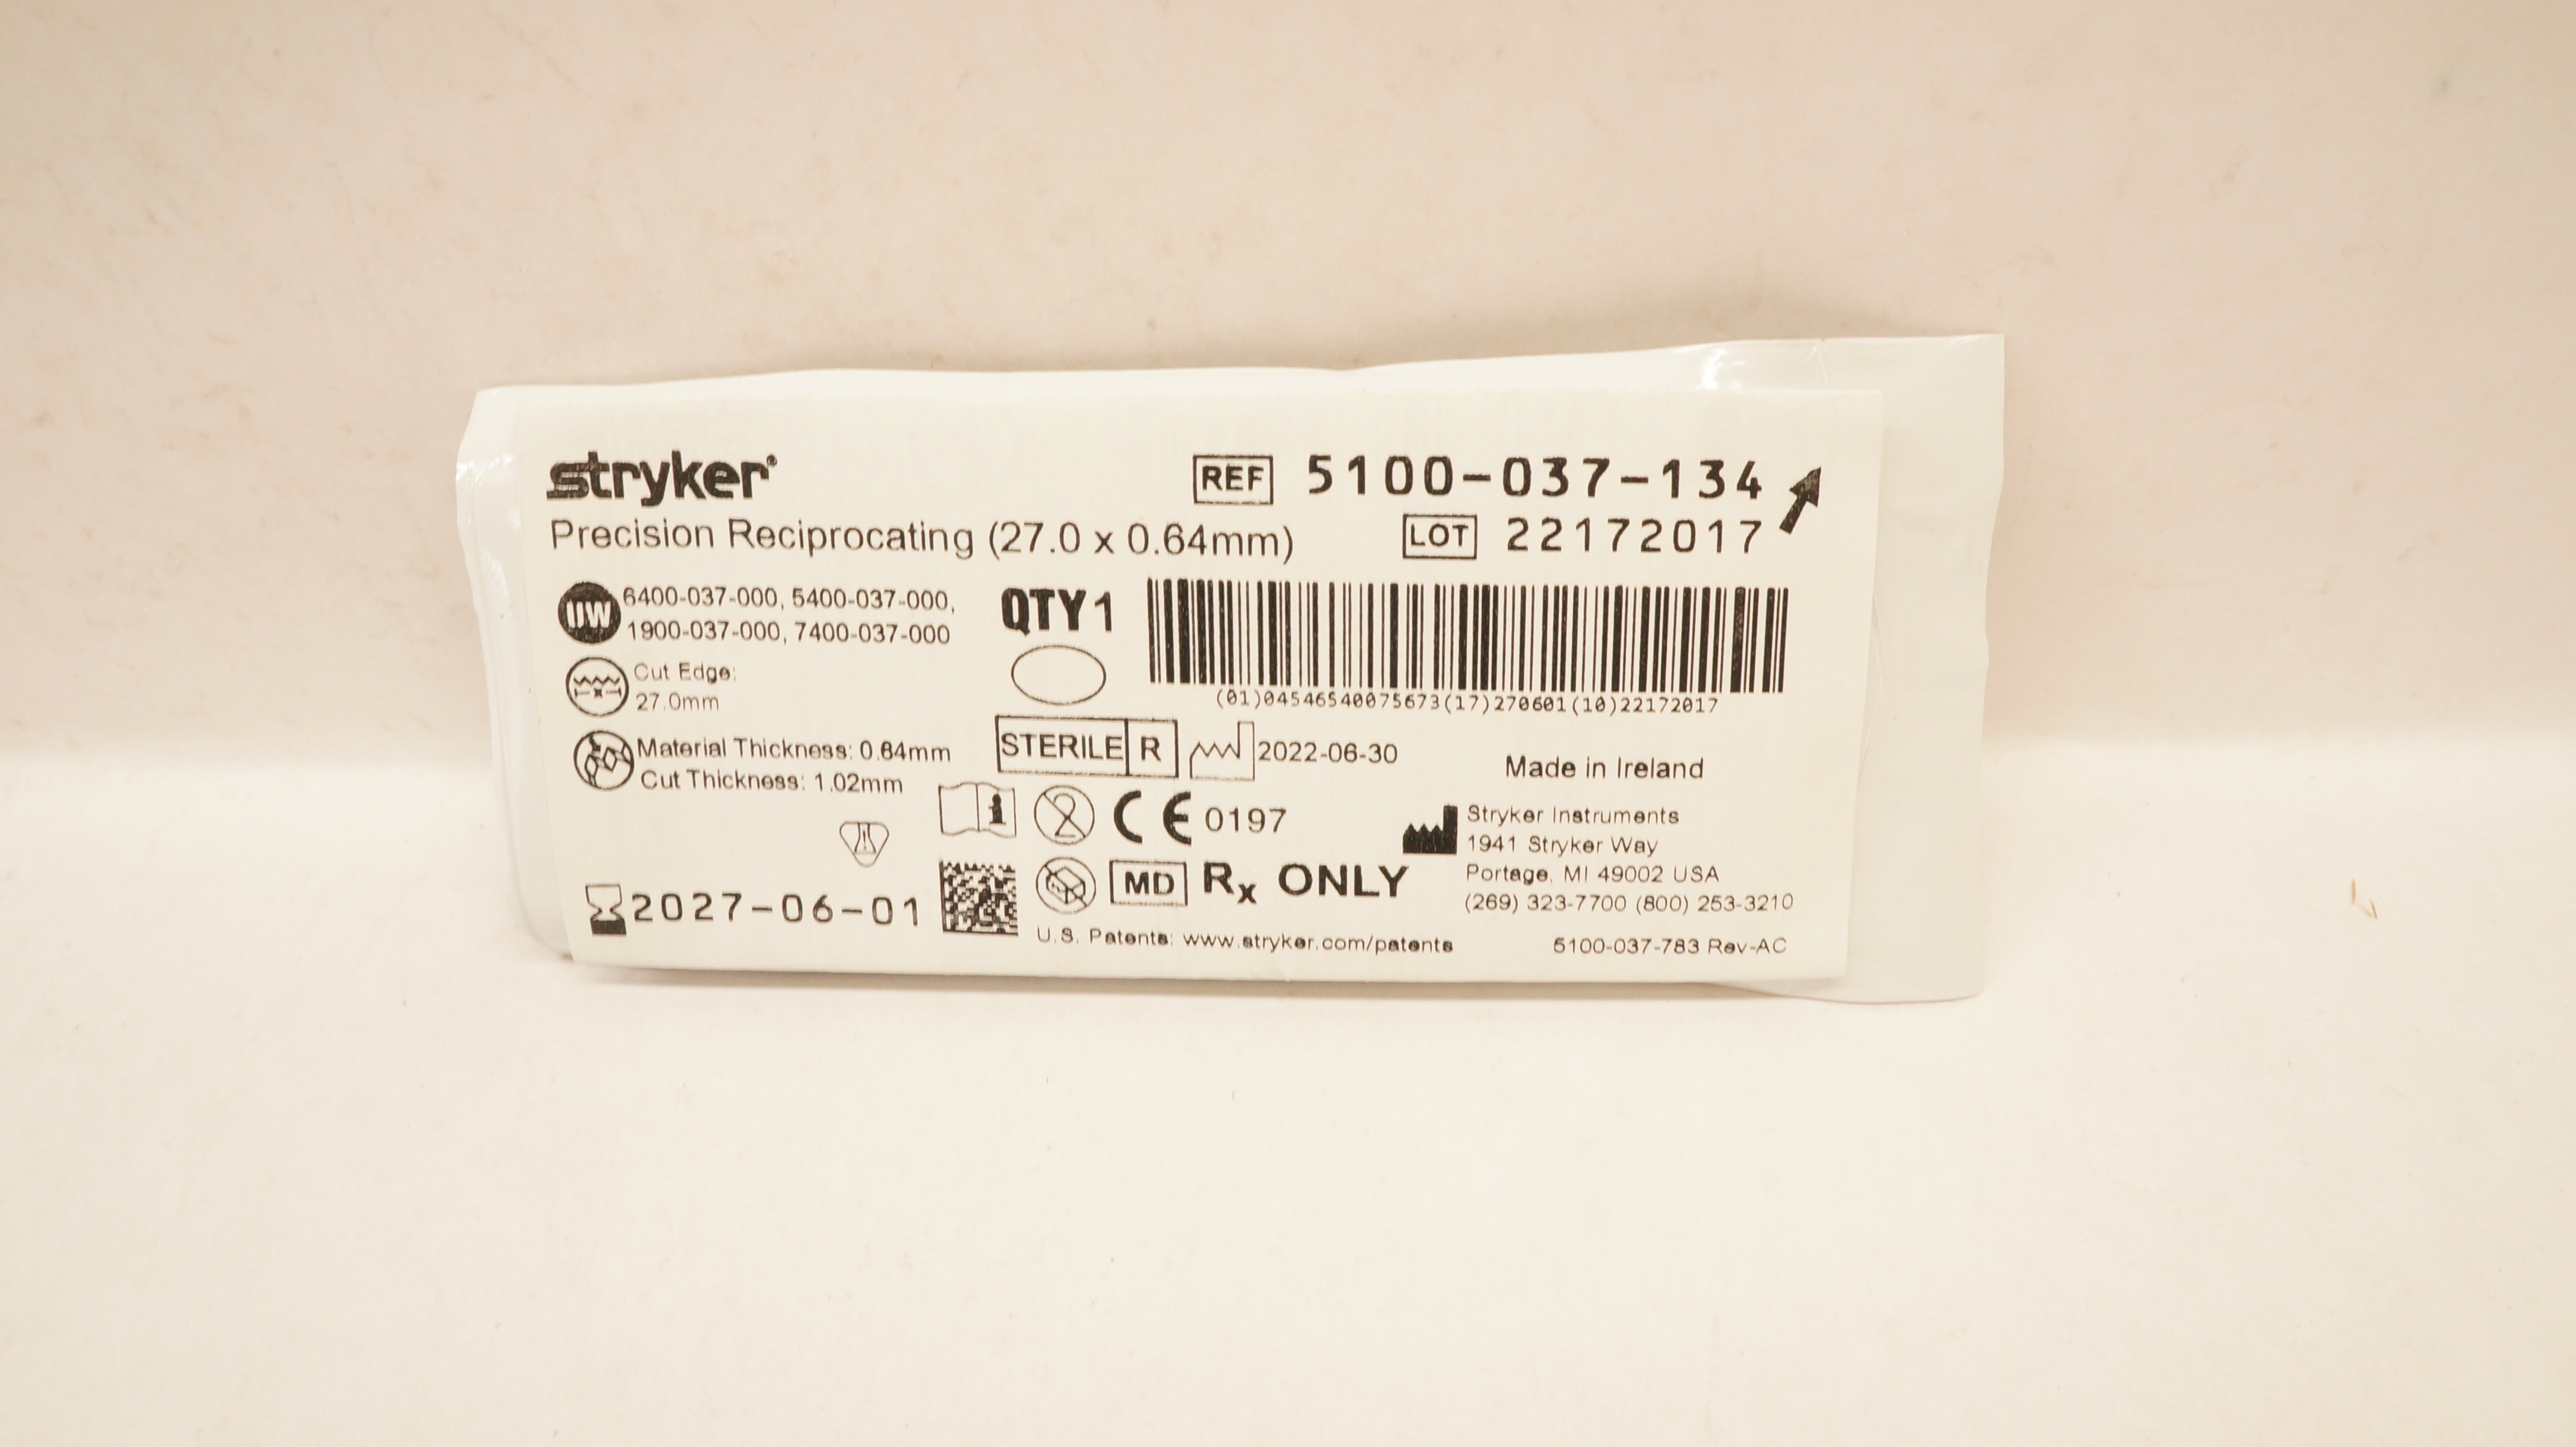 stryker®
REF 5100-037-134
Precision Reciprocating (27.0 x 0.64mm)
LOT 22172017
UW 6400-037-000, 5400-037-000,
1900-037-000, 7400-037-000
QTY 1
Cut Edge:
27.0mm
(01)04546540075673(17)270601(10)22172017
Material Thickness: 0.64mm
Cut Thickness: 1.02mm
STERILE R
2022-06-30
Made in Ireland
2
CE 0197
Stryker Instruments
1941 Stryker Way
Portage, MI 49002 USA
(269) 323-7700 (800) 253-3210
MD Rx ONLY
2027-06-01
U.S. Patents: www.stryker.com/patents
5100-037-783 Rev-AC